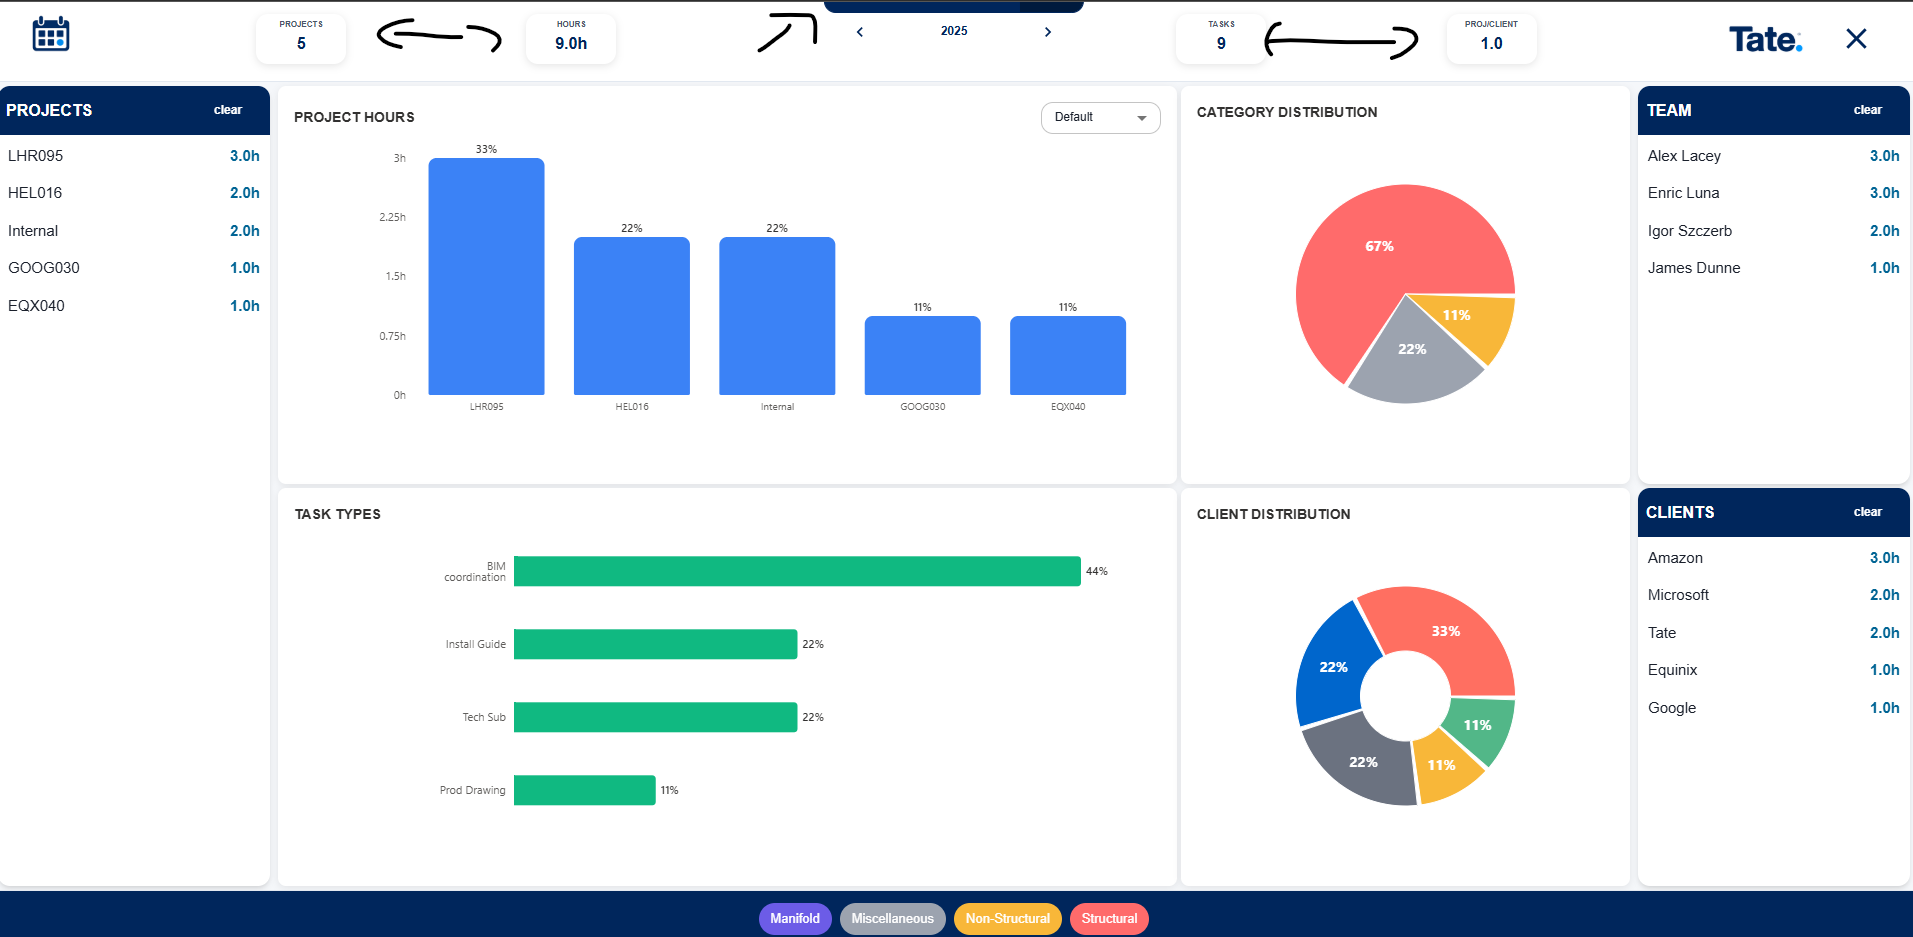 PROJECTS
5
HOURS
9.0h
2025
TASKS
9
PROJ/CLIENT
1.0
Tate.
PROJECTS clear
LHR095 3.0h
HEL016 2.0h
Internal 2.0h
GOOG030 1.0h
EQX040 1.0h
PROJECT HOURS
Default
3h
2.25h
1.5h
0.75h
0h
33%
22%
22%
11%
11%
LHR095
HEL016
Internal
GOOG030
EQX040
CATEGORY DISTRIBUTION
67%
11%
22%
TEAM clear
Alex Lacey 3.0h
Enric Luna 3.0h
Igor Szczerb 2.0h
James Dunne 1.0h
TASK TYPES
BIM
coordination
44%
Install Guide 22%
Tech Sub 22%
Prod Drawing 11%
CLIENT DISTRIBUTION
33%
22%
11%
22%
11%
CLIENTS clear
Amazon 3.0h
Microsoft 2.0h
Tate 2.0h
Equinix 1.0h
Google 1.0h
Manifold
Miscellaneous
Non-Structural
Structural